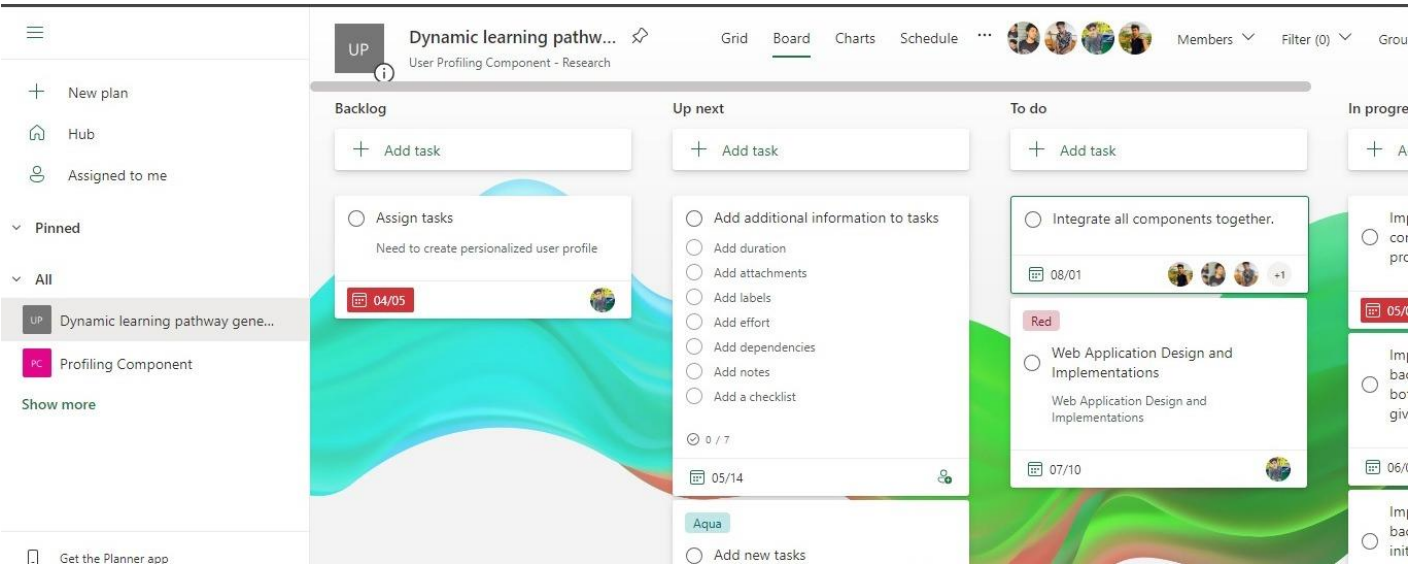 UP
Dynamic learning pathw...
User Profiling Component - Research
Grid
Board
Charts
Schedule
...
Members
Filter (0)
New plan
Hub
Assigned to me
Pinned
All
UP Dynamic learning pathway gene...
PC Profiling Component
Show more
Get the Planner app
Backlog
Add task
Assign tasks
Need to create persionalized user profile
04/05
Up next
Add task
Add additional information to tasks
Add duration
Add attachments
Add labels
Add effort
Add dependencies
Add notes
Add a checklist
0 / 7
05/14
Aqua
Add new tasks
To do
Add task
Integrate all components together.
08/01
+1
Red
Web Application Design and
Implementations
Web Application Design and
Implementations
07/10
In